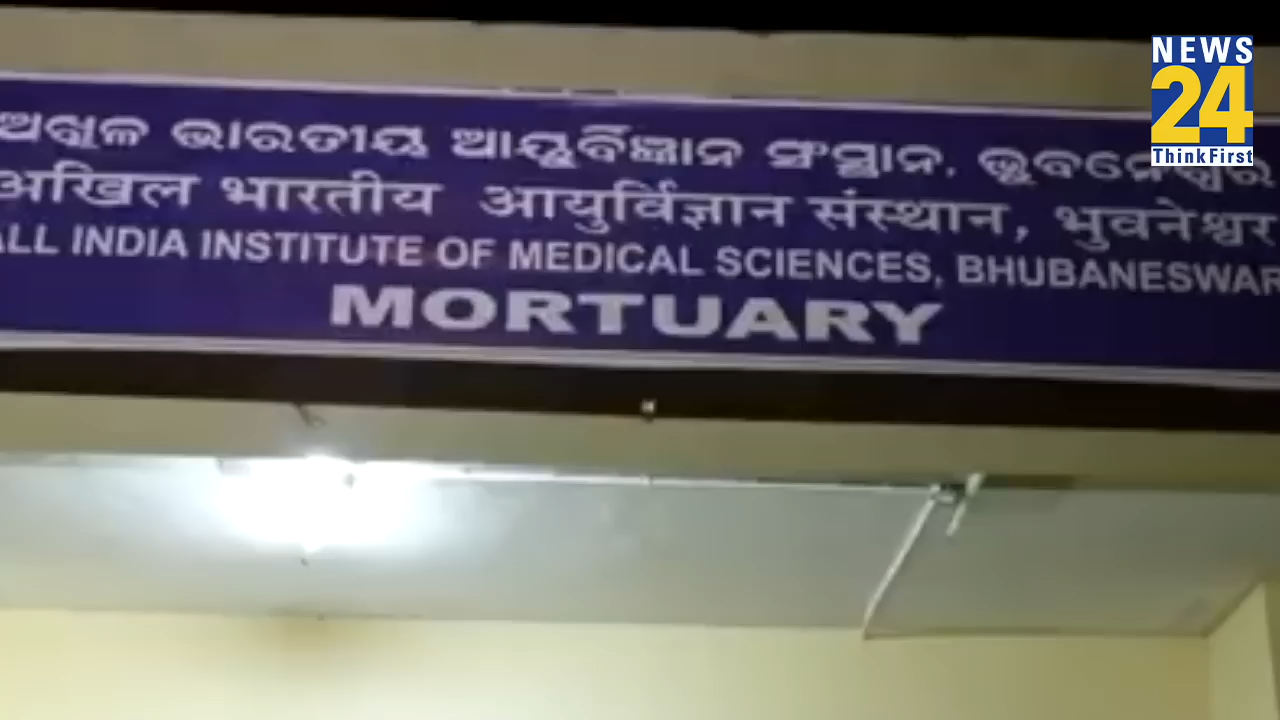 ଅଖିଳ ଭାରତୀୟ ଆୟୁର୍ବିଜ୍ଞାନ ସଂସ୍ଥାନ, ଭୁବନେଶ୍ୱର
अखिल भारतीय आयुर्विज्ञान संस्थान, भुवनेश्वर
ALL INDIA INSTITUTE OF MEDICAL SCIENCES, BHUBANESWAR
MORTUARY
NEWS
24
ThinkFirst